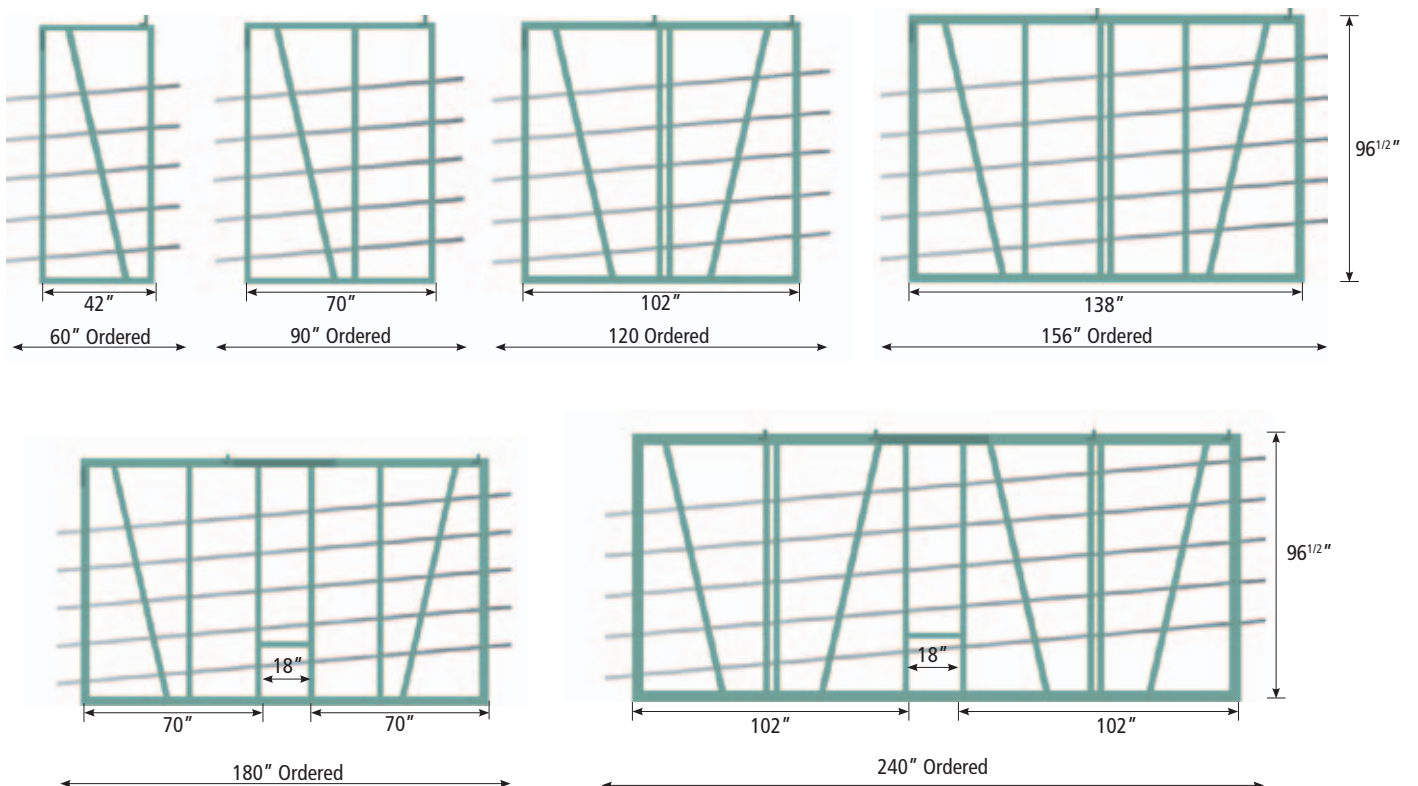 96 1/2”
42”
70”
102”
138”
60” Ordered
90” Ordered
120 Ordered
156” Ordered
96 1/2”
18”
18”
70”
70”
102”
102”
180” Ordered
240” Ordered